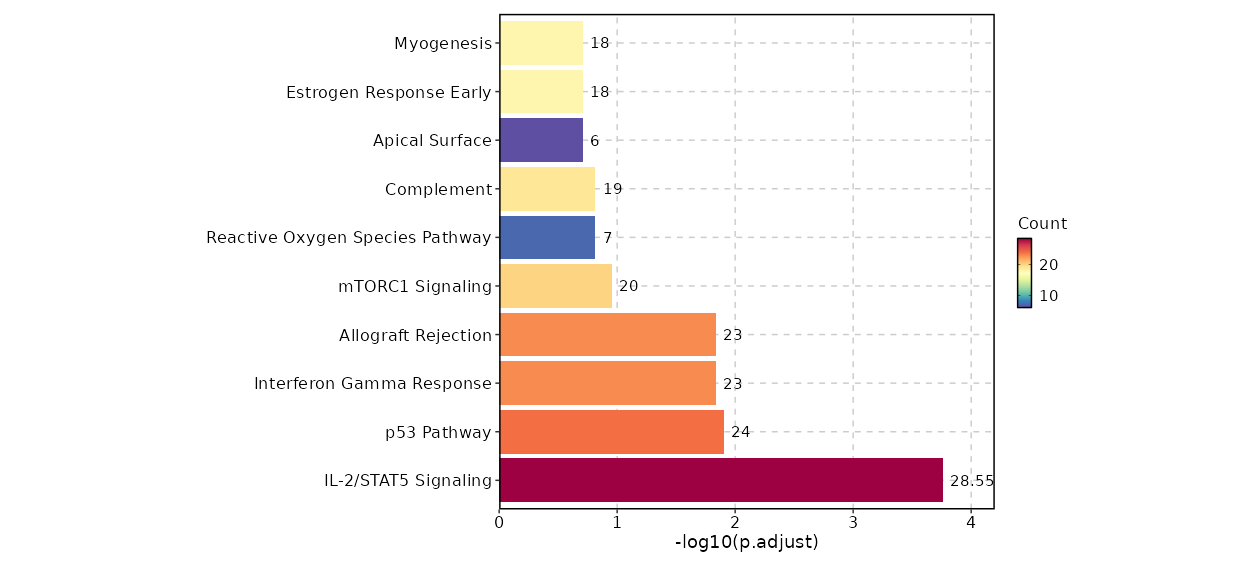 Myogenesis 18
Estrogen Response Early 18
Apical Surface 6
Complement 19
Reactive Oxygen Species Pathway 7
mTORC1 Signaling 20
Allograft Rejection 23
Interferon Gamma Response 23
p53 Pathway 24
IL-2/STAT5 Signaling 28.55
0 1 2 3 4
-log10(p.adjust)
Count
20
10